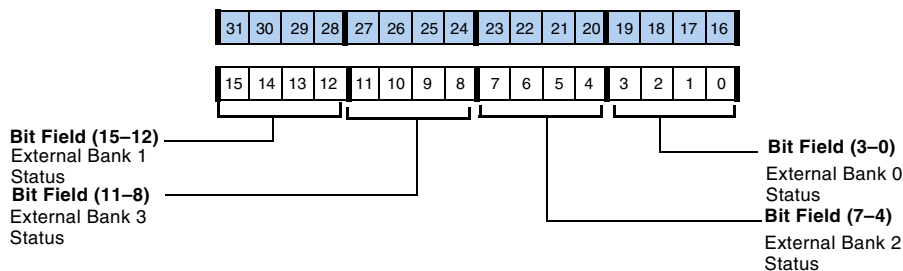 31 30 29 28 27 26 25 24 23 22 21 20 19 18 17 16
15 14 13 12 11 10 9 8 7 6 5 4 3 2 1 0
Bit Field (15–12)
External Bank 1
Status
Bit Field (11–8)
External Bank 3
Status
Bit Field (3–0)
External Bank 0
Status
Bit Field (7–4)
External Bank 2
Status